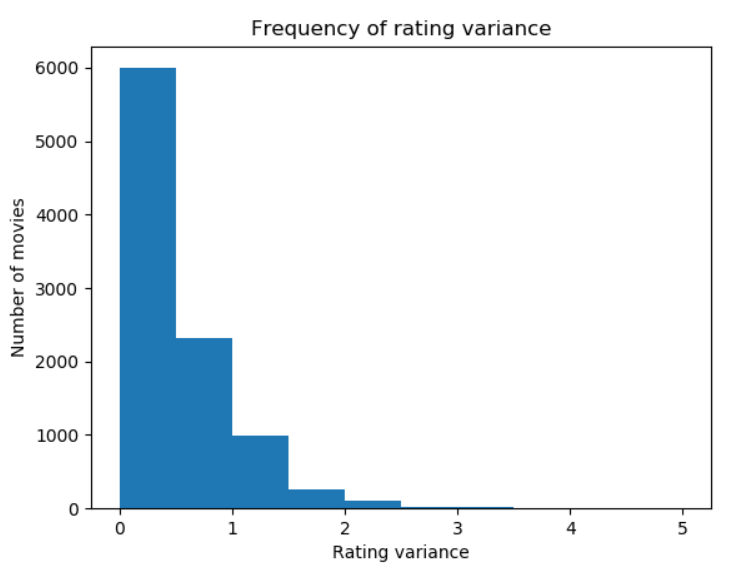 Frequency of rating variance
6000
5000
4000
3000
2000
1000
0
Number of movies
0 1 2 3 4 5
Rating variance